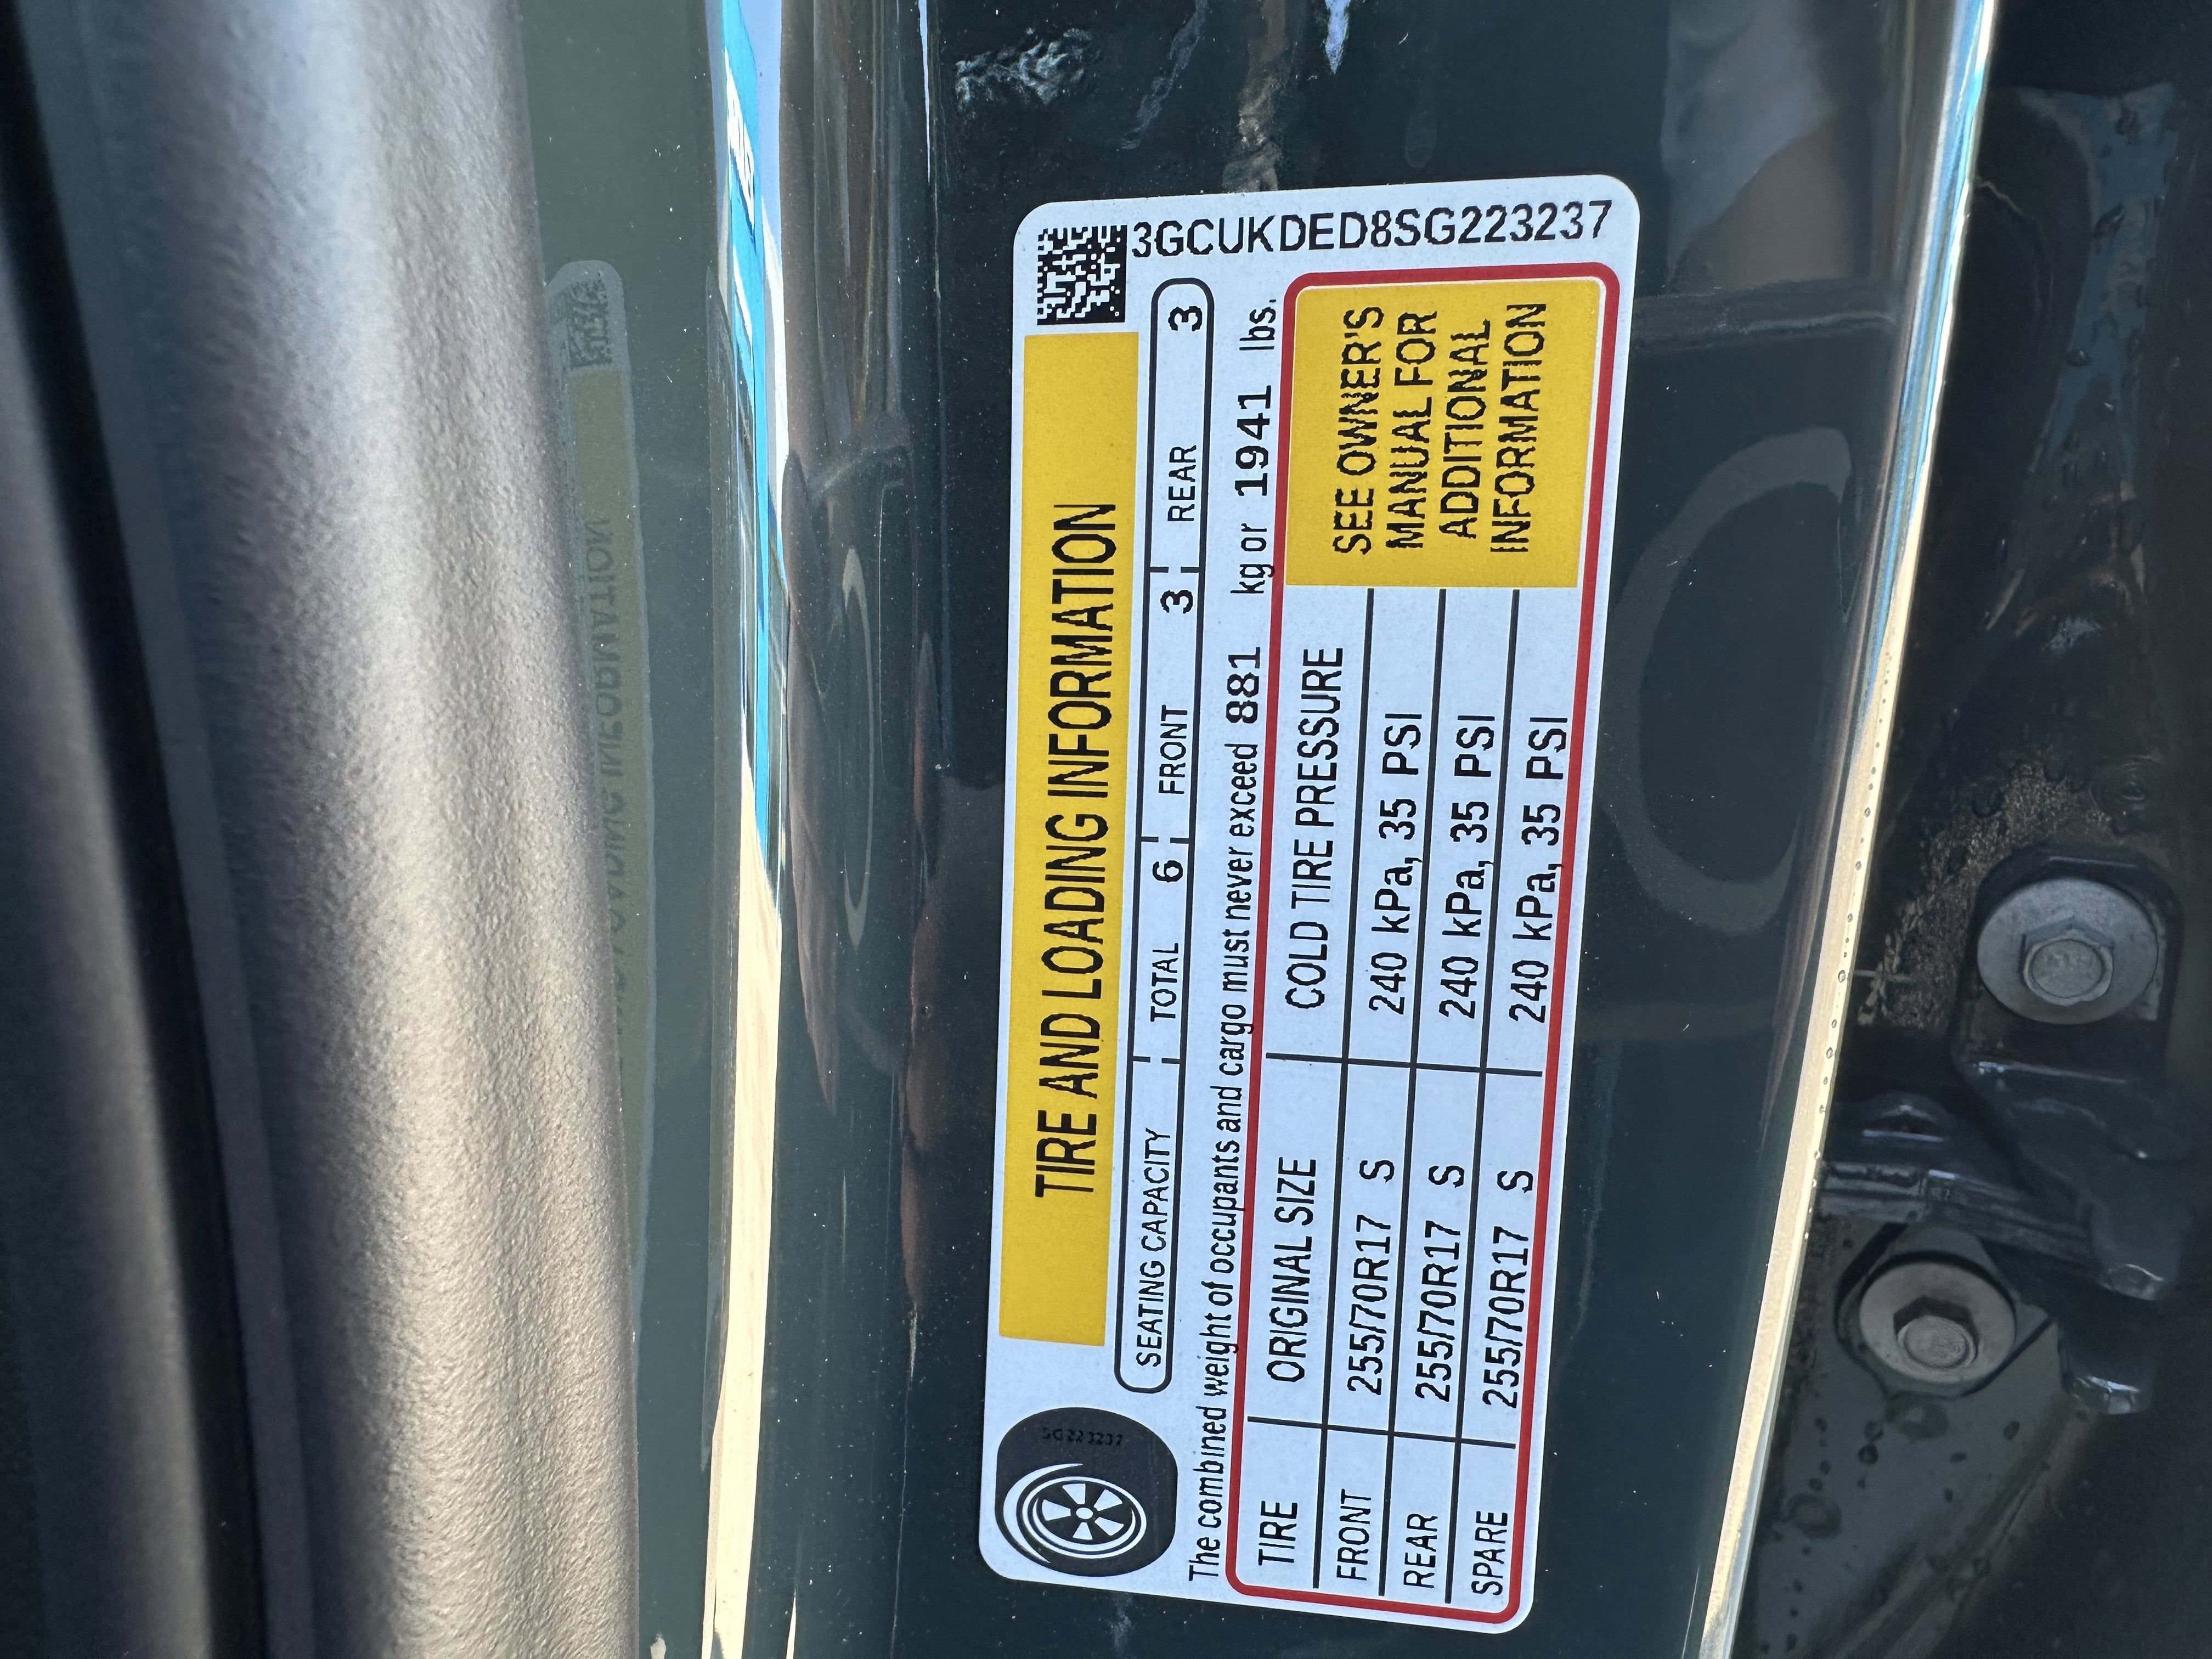 TIRE AND LOADING INFORMATION
3GCUKDED8SG223237
SG223237
SEATING CAPACITY TOTAL 6 FRONT 3 REAR 3
The combined weight of occupants and cargo must never exceed 881 kg or 1941 lbs.
TIRE ORIGINAL SIZE COLD TIRE PRESSURE
FRONT 255/70R17 S 240 kPa, 35 PSI
REAR 255/70R17 S 240 kPa, 35 PSI
SPARE 255/70R17 S 240 kPa, 35 PSI
SEE OWNER'S
MANUAL FOR
ADDITIONAL
INFORMATION